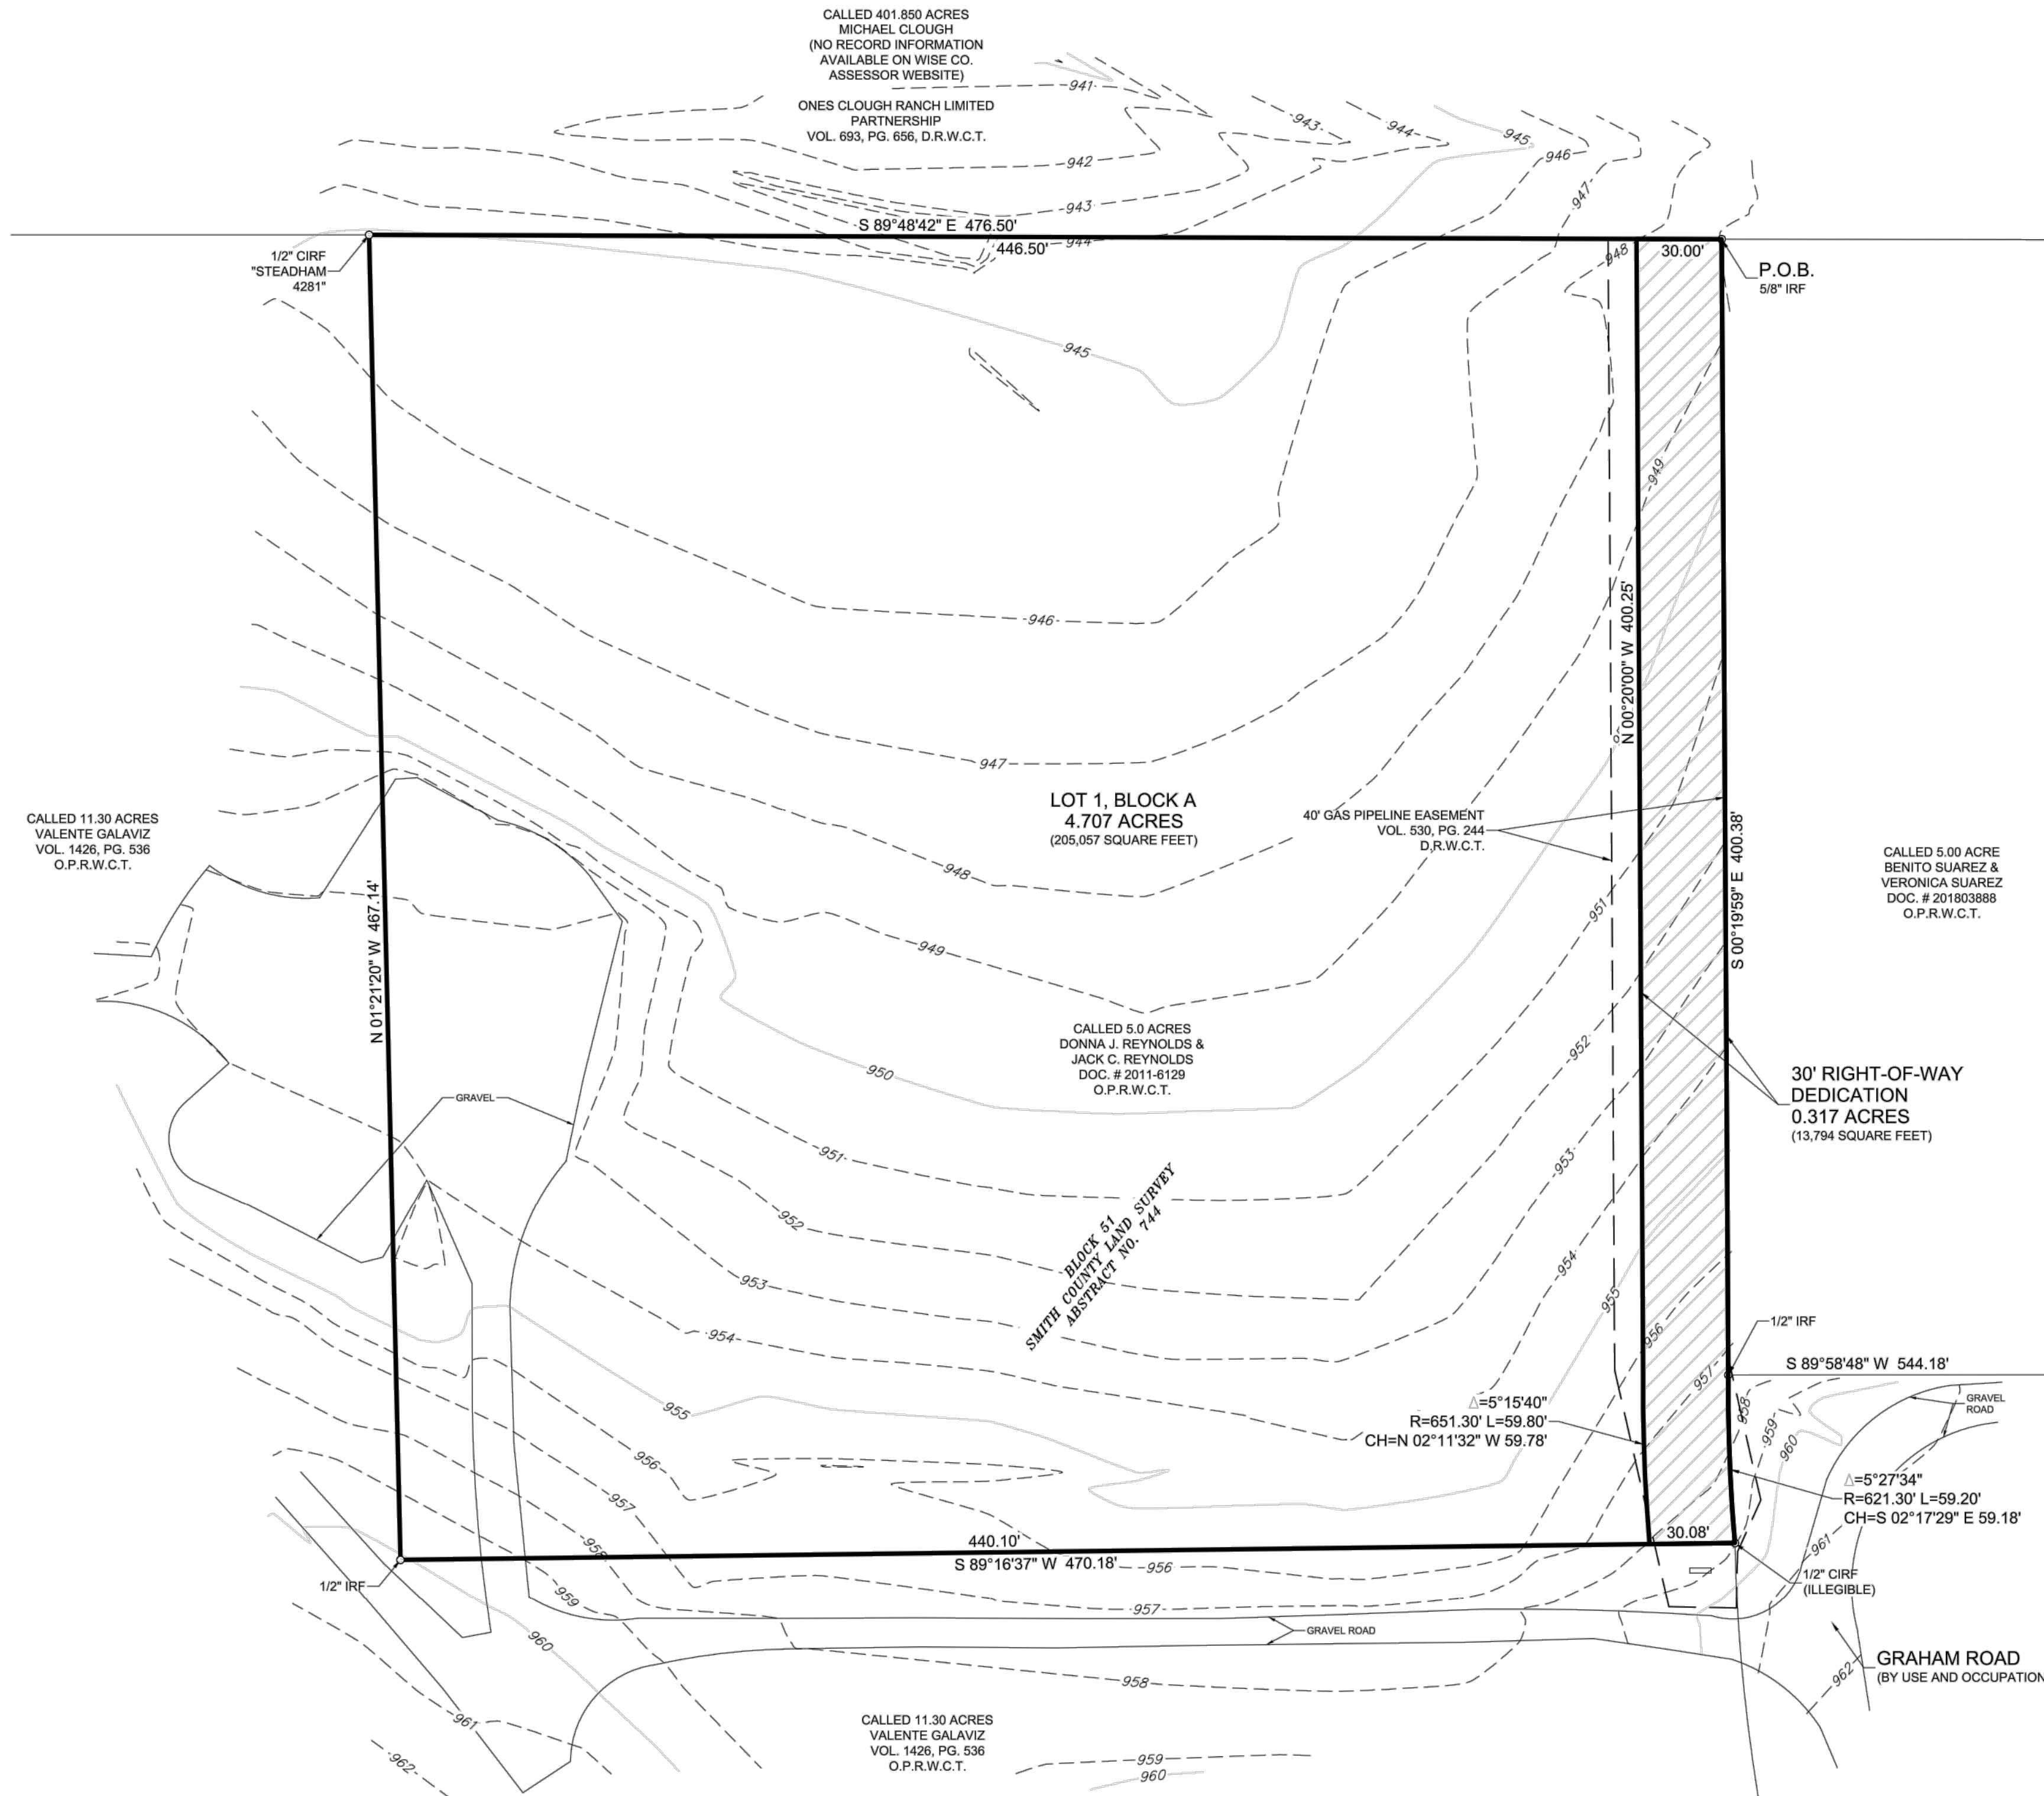 CALLED 401.850 ACRES
MICHAEL CLOUGH
(NO RECORD INFORMATION
AVAILABLE ON WISE CO.
ASSESSOR WEBSITE)
ONES CLOUGH RANCH LIMITED
PARTNERSHIP
VOL. 693, PG. 656, D.R.W.C.T.
941
942
943
944
943
944
945
946
947
948
S 89°48'42" E 476.50'
446.50'
30.00'
1/2" CIRF
"STEADHAM
4281"
P.O.B.
5/8" IRF
945
949
946
N 00°20'00" W 400.25'
947
LOT 1, BLOCK A
4.707 ACRES
(205,057 SQUARE FEET)
40' GAS PIPELINE EASEMENT
VOL. 530, PG. 244
D.R.W.C.T.
CALLED 11.30 ACRES
VALENTE GALAVIZ
VOL. 1426, PG. 536
O.P.R.W.C.T.
N 01°21'20" W 467.14'
S 00°19'59" E 400.38'
CALLED 5.00 ACRE
BENITO SUAREZ &
VERONICA SUAREZ
DOC. # 201803888
O.P.R.W.C.T.
948
951
949
CALLED 5.0 ACRES
DONNA J. REYNOLDS &
JACK C. REYNOLDS
DOC. # 2011-6129
O.P.R.W.C.T.
950
952
GRAVEL
30' RIGHT-OF-WAY
DEDICATION
0.317 ACRES
(13,794 SQUARE FEET)
951
953
952
BLOCK 51
SMITH COUNTY LAND SURVEY
ABSTRACT NO. 744
953
954
955
954
956
957
1/2" IRF
S 89°58'48" W 544.18'
955
Δ=5°15'40"
R=651.30' L=59.80'
CH=N 02°11'32" W 59.78'
958
959
960
GRAVEL
ROAD
956
957
958
959
Δ=5°27'34"
R=621.30' L=59.20'
CH=S 02°17'29" E 59.18'
961
440.10'
30.08'
S 89°16'37" W 470.18'
956
1/2" IRF
1/2" CIRF
(ILLEGIBLE)
957
GRAVEL ROAD
960
958
962
GRAHAM ROAD
(BY USE AND OCCUPATION
961
962
CALLED 11.30 ACRES
VALENTE GALAVIZ
VOL. 1426, PG. 536
O.P.R.W.C.T.
959
960